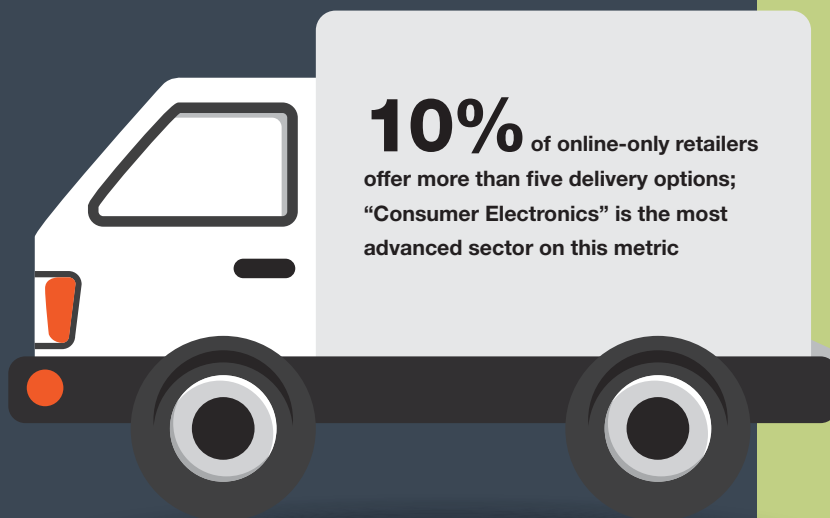 10% of online-only retailers
offer more than five delivery options;
“Consumer Electronics” is the most
advanced sector on this metric